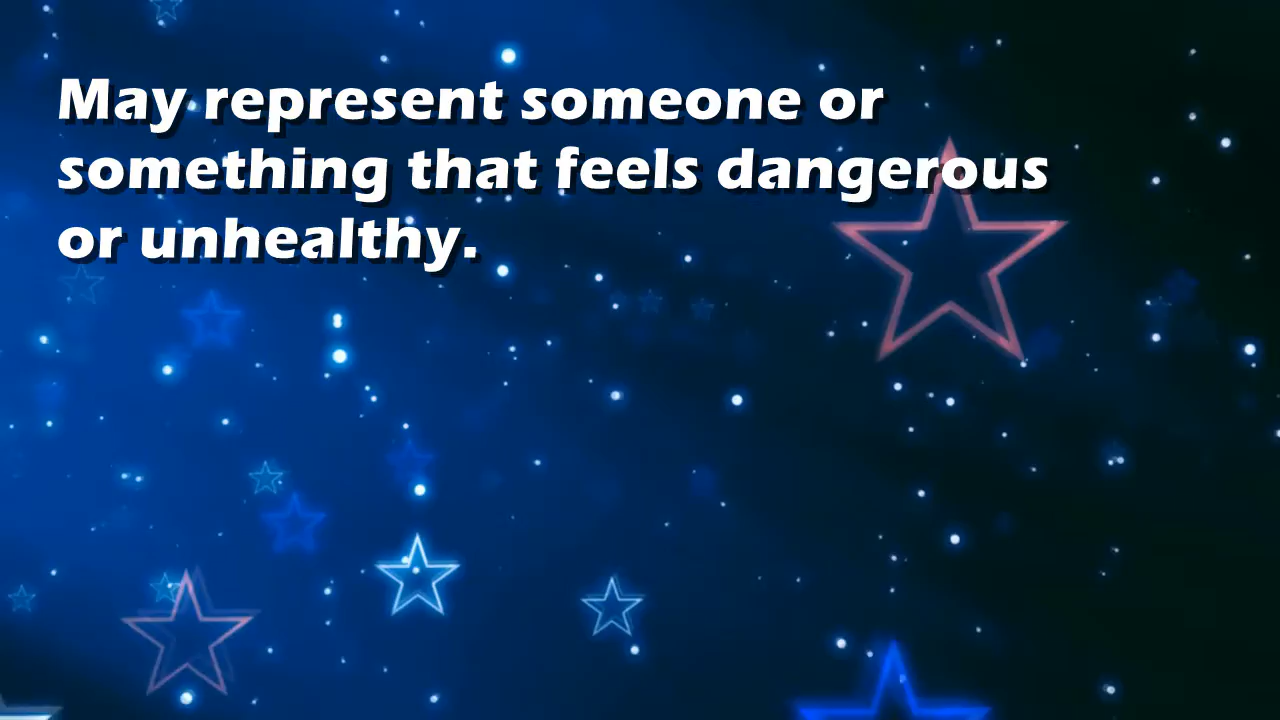 May represent someone or
something that feels dangerous
or unhealthy.